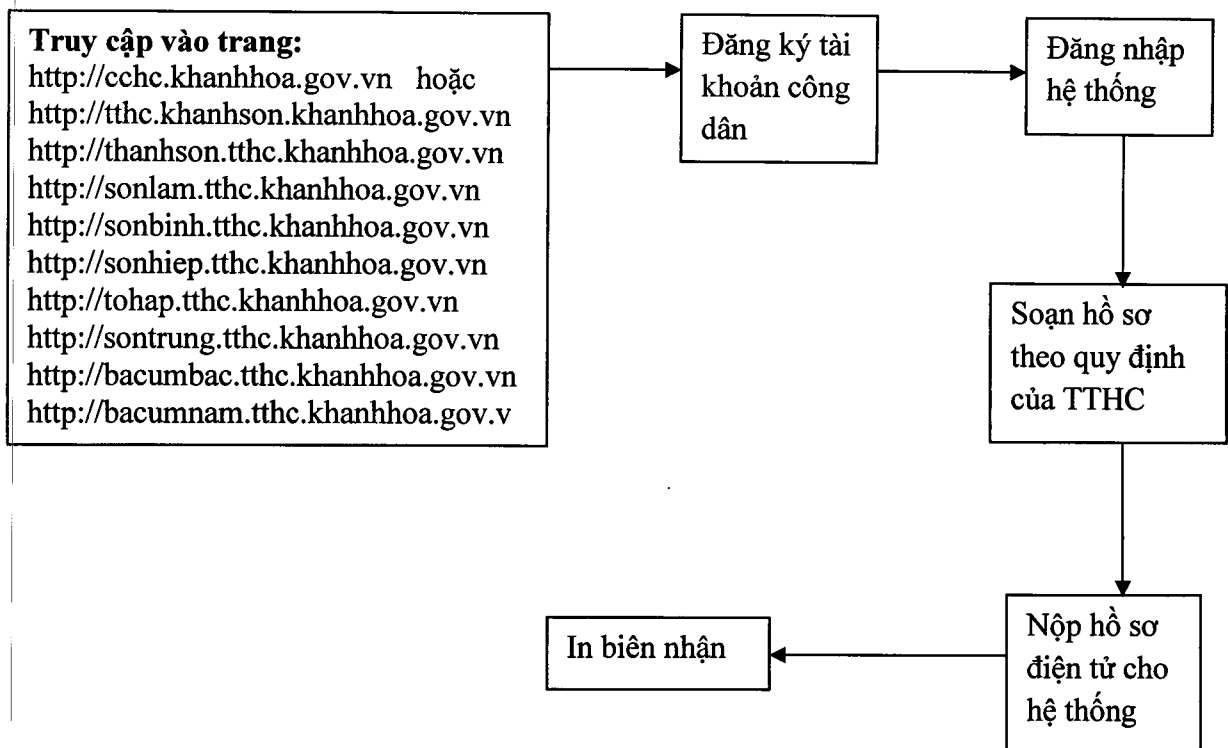 Truy cập vào trang:
http://cchc.khanhhoa.gov.vn hoặc
http://tthc.khanhson.khanhhoa.gov.vn
http://thanhson.tthc.khanhhoa.gov.vn
http://sonlam.tthc.khanhhoa.gov.vn
http://sonbinh.tthc.khanhhoa.gov.vn
http://sonhiep.tthc.khanhhoa.gov.vn
http://tohap.tthc.khanhhoa.gov.vn
http://sontrung.tthc.khanhhoa.gov.vn
http://bacumbac.tthc.khanhhoa.gov.vn
http://bacumnam.tthc.khanhhoa.gov.v
Đăng ký tài
khoản công
dân
Đăng nhập
hệ thống
Soạn hồ sơ
theo quy định
của TTHC
Nộp hồ sơ
điện tử cho
hệ thống
In biên nhận